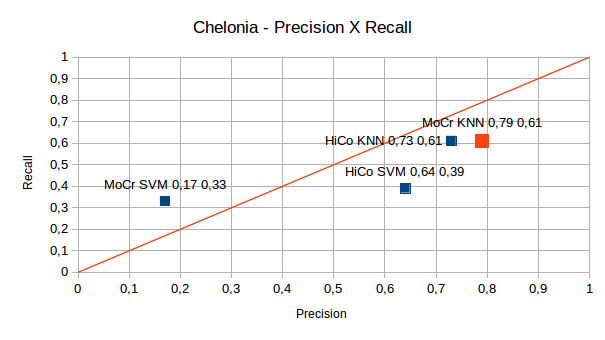 Chelonia - Precision X Recall
1
0,9
0,8
0,7
0,6
0,5
0,4
0,3
0,2
0,1
0
Recall
MoCr KNN 0,79 0,61
HiCo KNN 0,73 0,61
HiCo SVM 0,64 0,39
MoCr SVM 0,17 0,33
0 0,1 0,2 0,3 0,4 0,5 0,6 0,7 0,8 0,9 1
Precision